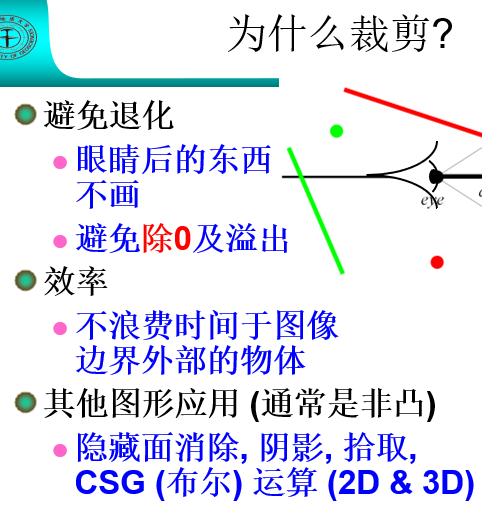 为什么裁剪?
避免退化
眼睛后的东西
不画
避免除0及溢出
eye
效率
不浪费时间于图像
边界外部的物体
其他图形应用 (通常是非凸)
隐藏面消除, 阴影, 拾取,
CSG (布尔) 运算 (2D & 3D)